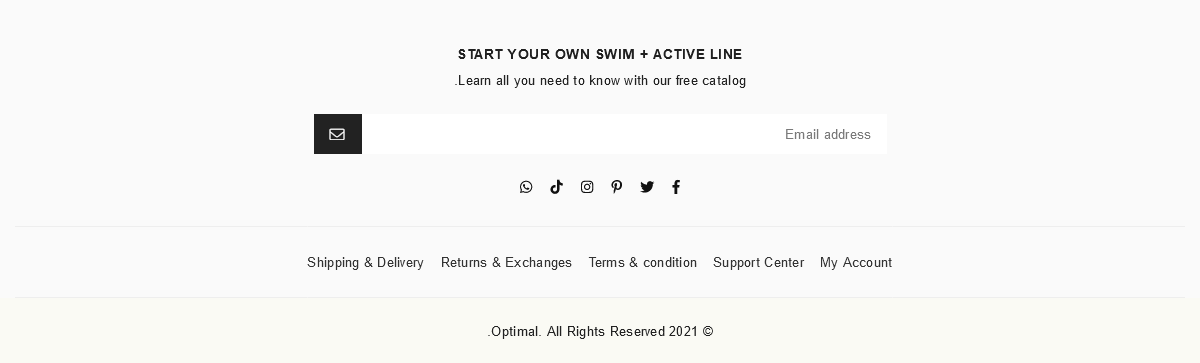 START YOUR OWN SWIM + ACTIVE LINE
.Learn all you need to know with our free catalog
Email address
Shipping & Delivery Returns & Exchanges Terms & condition Support Center My Account
.Optimal. All Rights Reserved 2021 ©